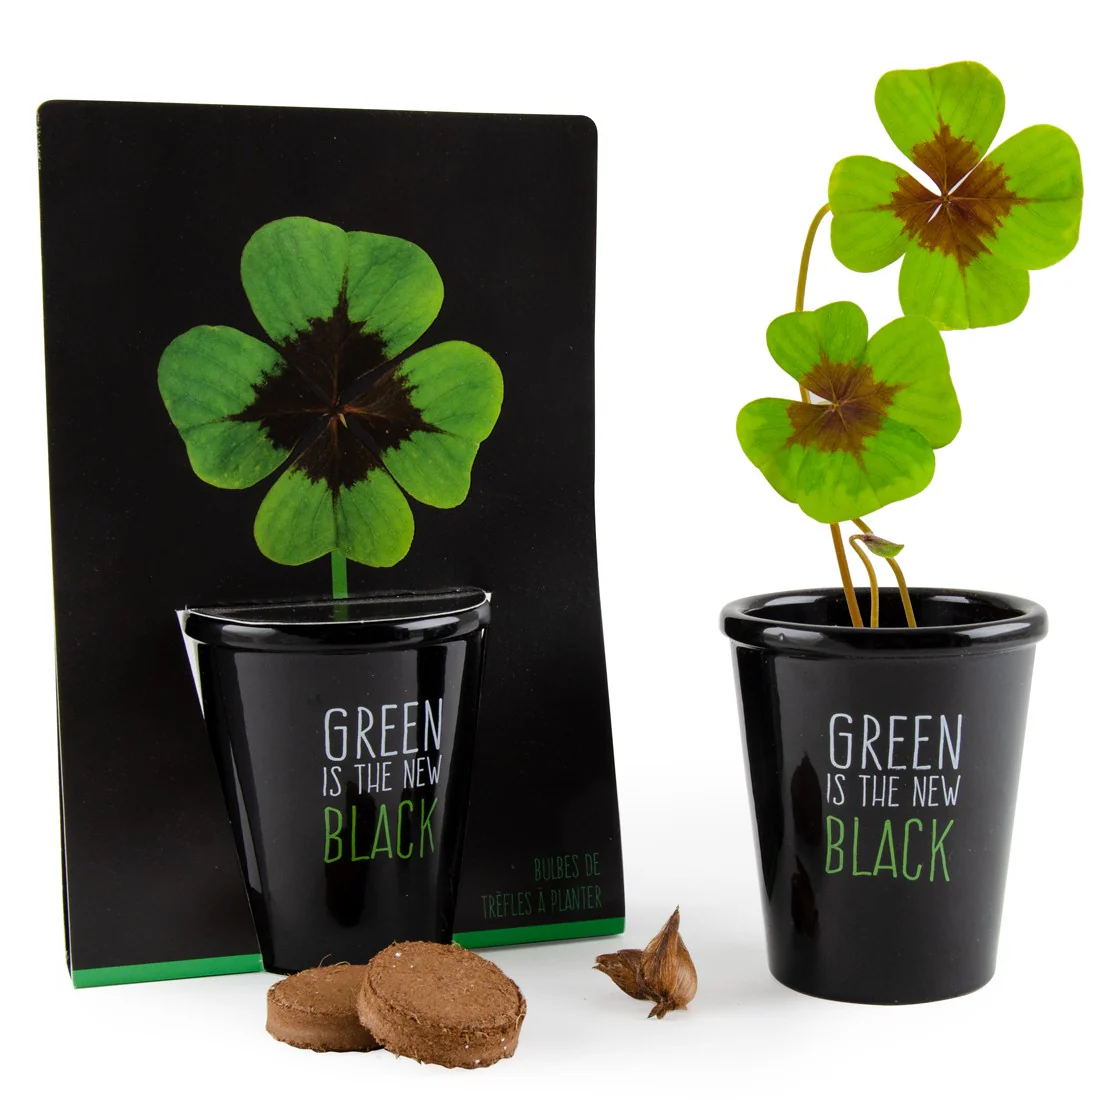 GREEN
IS THE NEW
BLACK
BULBES DE
TRÈFLES À PLANTER
GREEN
IS THE NEW
BLACK